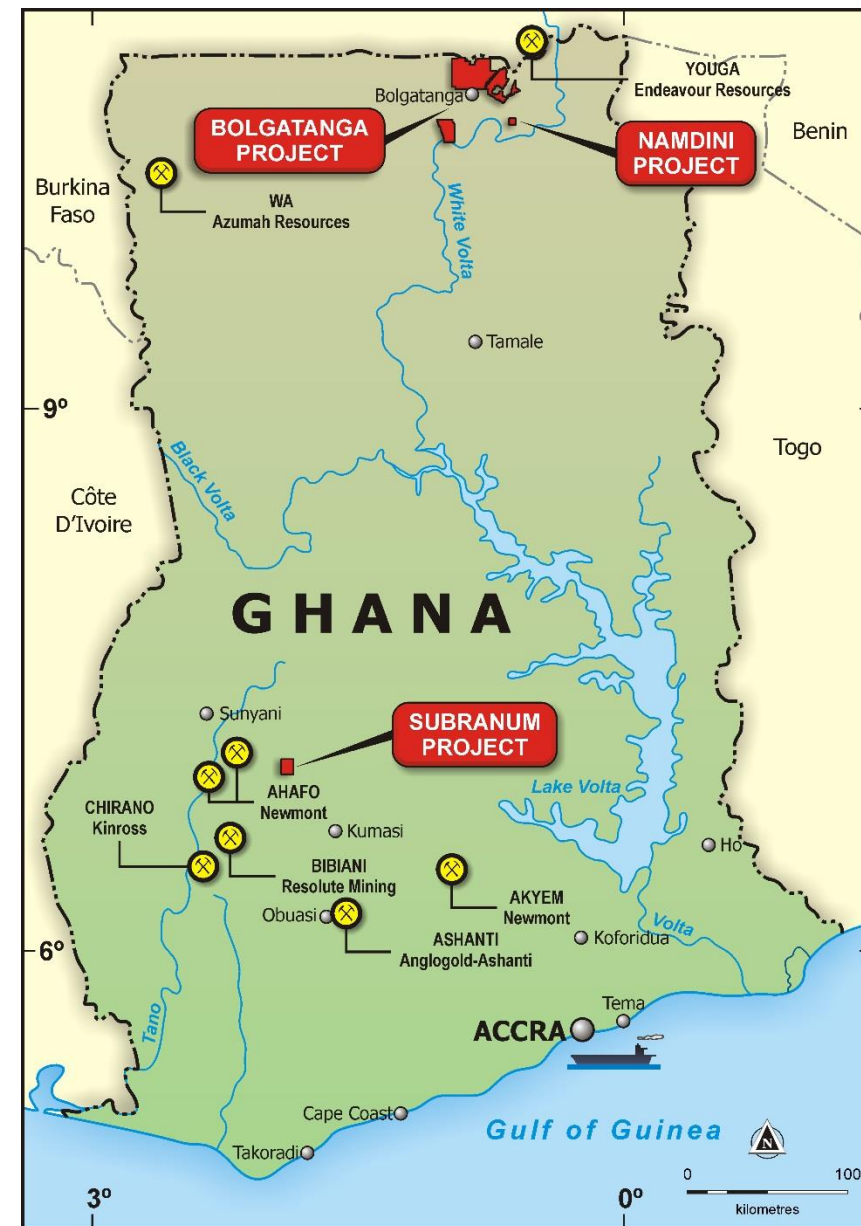 YOUGA
Endeavour Resources
Bolgatanga
BOLGATANGA
PROJECT
NAMDINI
PROJECT
Benin
Burkina
Faso
WA
Azumah Resources
White Volta
Tamale
9º
Black Volta
Togo
Côte
D'Ivoire
GHANA
Sunyani
SUBRANUM
PROJECT
AHAFO
Newmont
Lake Volta
CHIRANO
Kinross
Kumasi
Ho
BIBIANI
Resolute Mining
AKYEM
Newmont
Obuasi
ASHANTI
Anglogold-Ashanti
Volta
Koforidua
6º
Tano
Tema
ACCRA
Cape Coast
Gulf of Guinea
N
Takoradi
0 100
kilometres
3º
0º